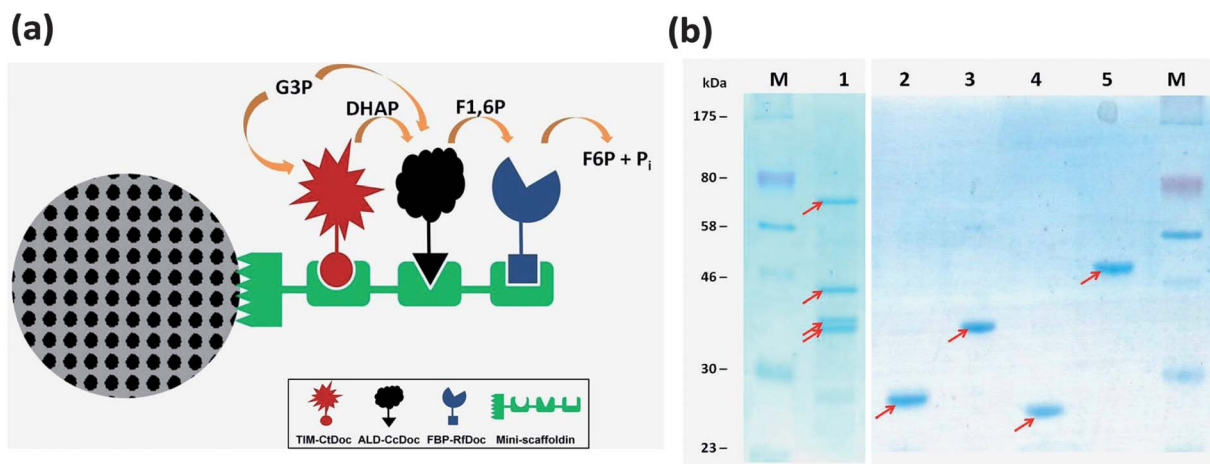 (a)
G3P
DHAP
F1,6P
F6P + Pi
TIM-CtDoc ALD-CcDoc FBP-RfDoc Mini-scaffoldin
(b)
kDa M 1 2 3 4 5 M
175 –
80 –
58 –
46 –
30 –
23 –